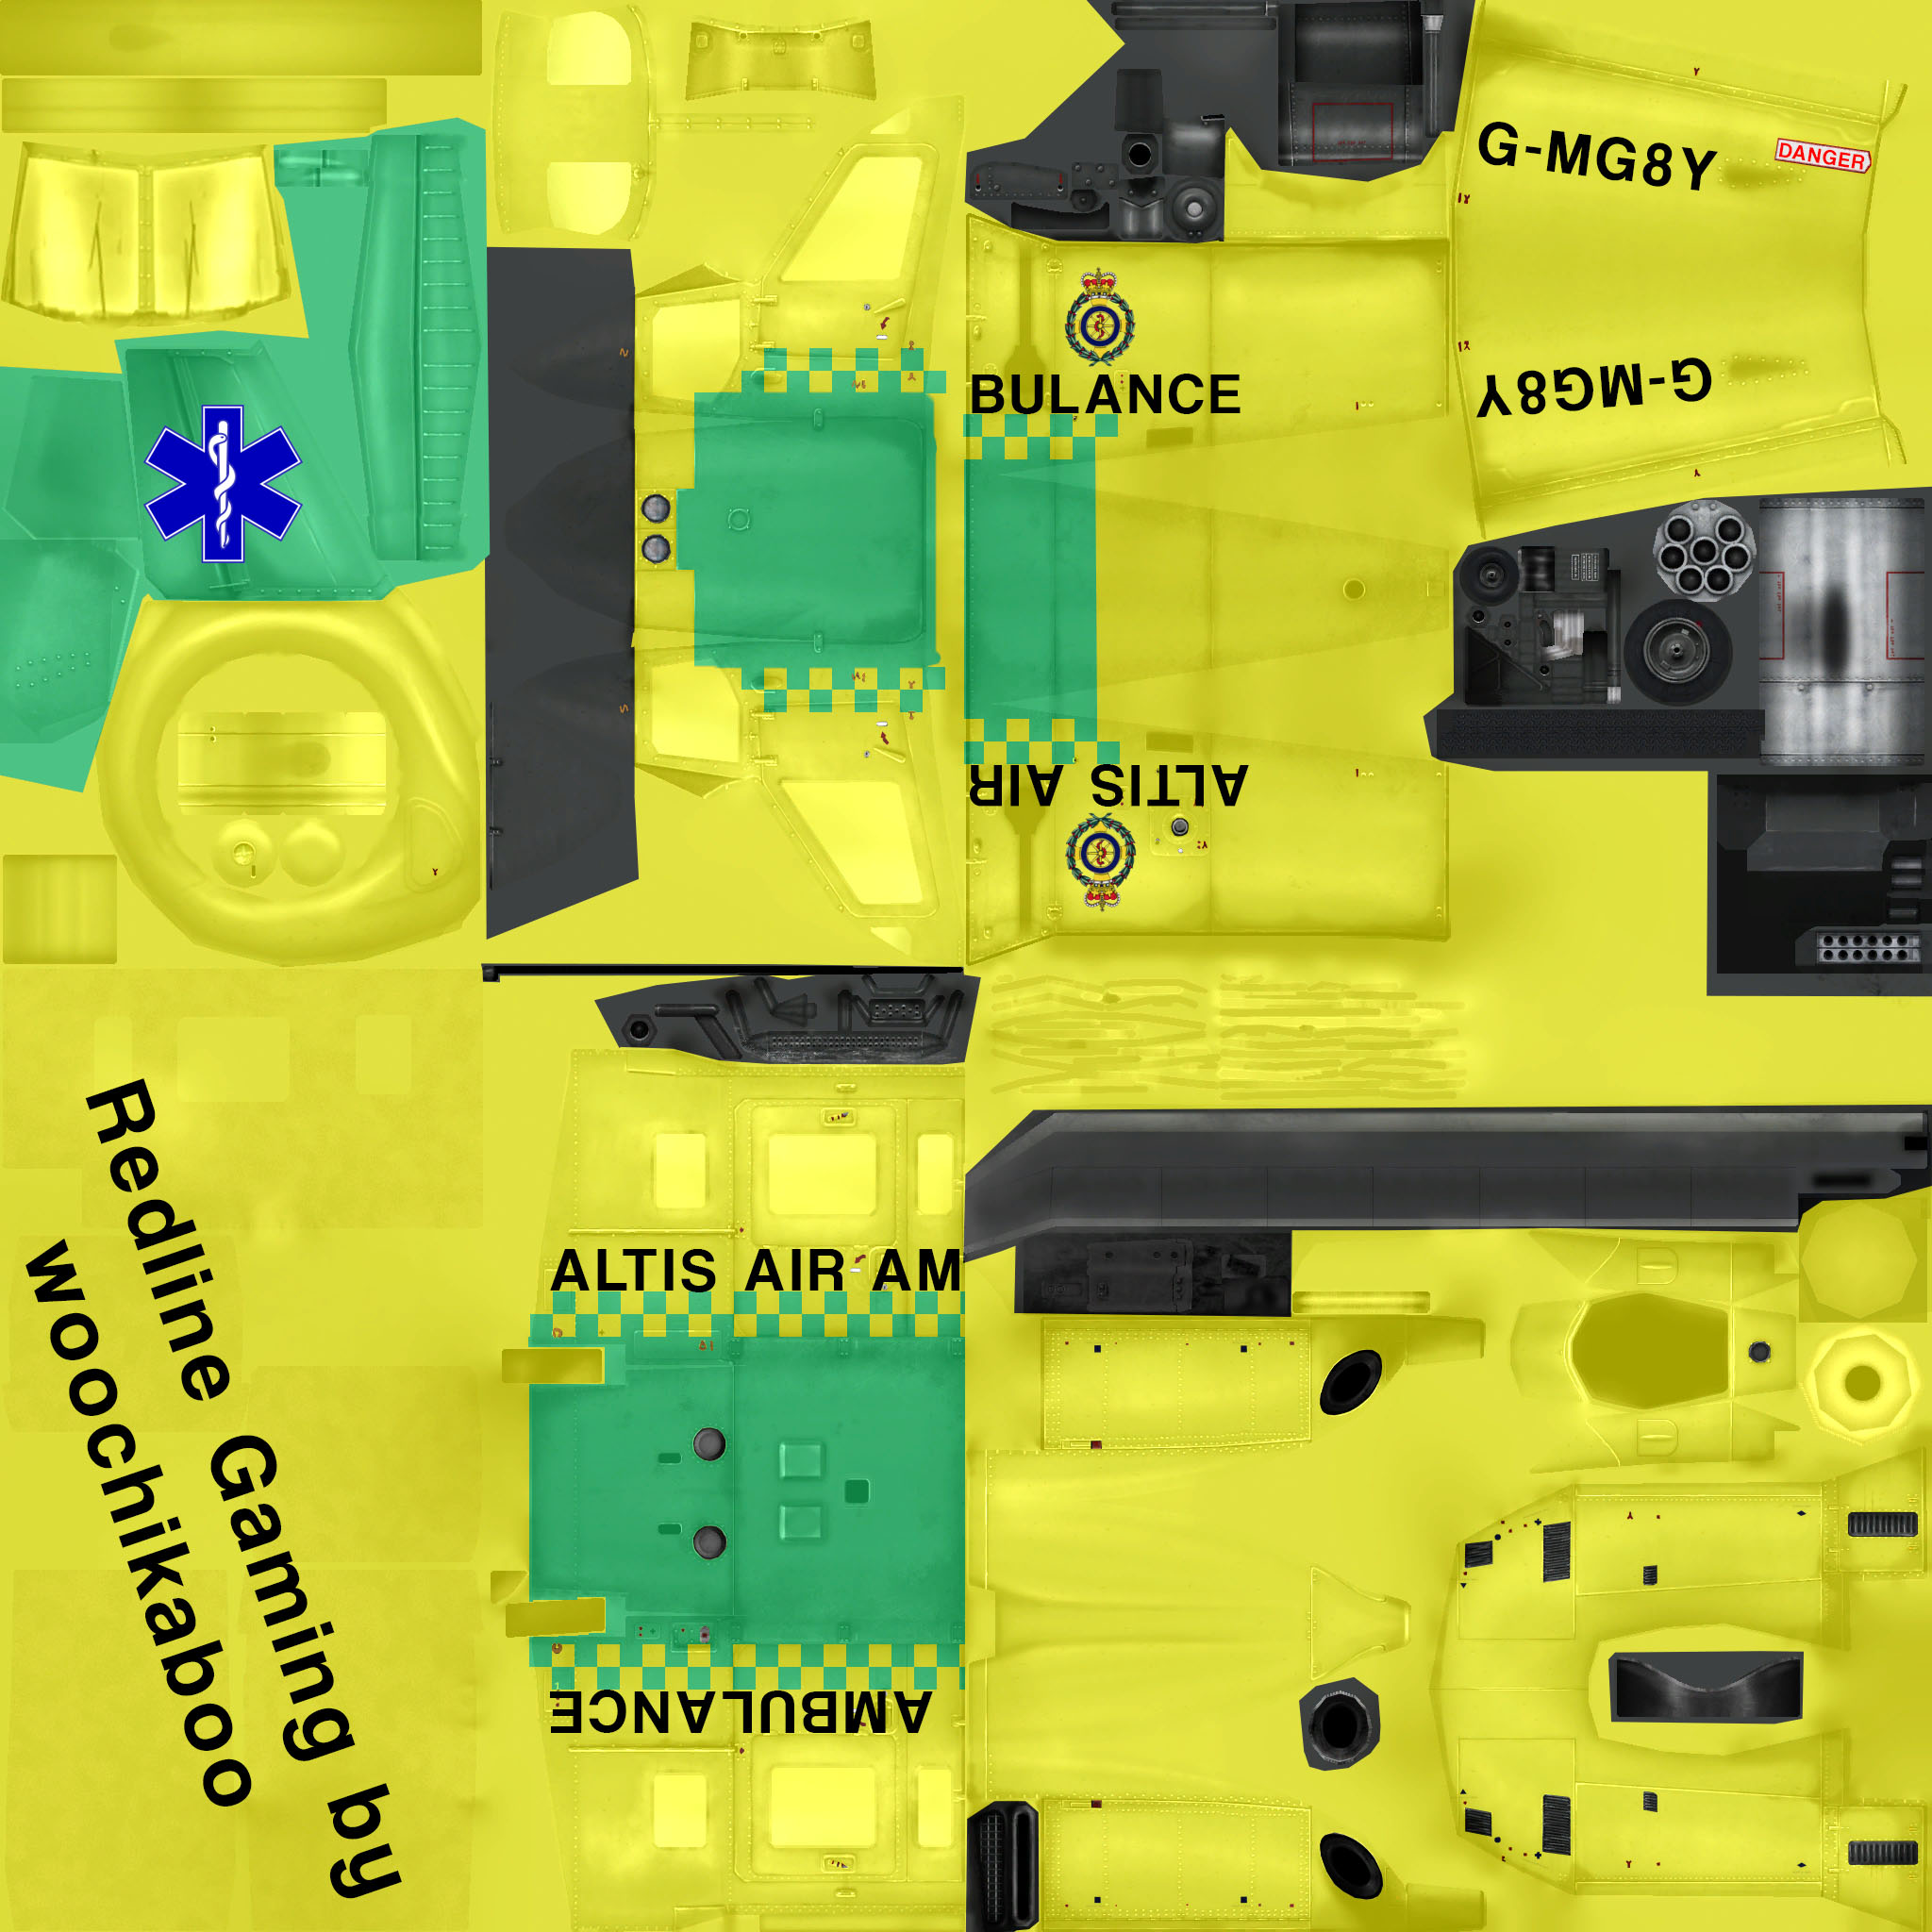 G-MG8Y
DANGER
G-MG8Y
BULANCE
ALTIS AIR
ALTIS AIR AM
AMBULANCE
Redline Gaming by
woochikaboo